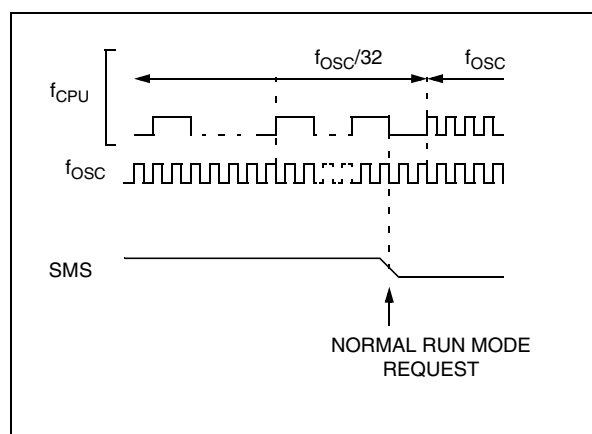 fOSC/32
fOSC
fCPU
fOSC
SMS
NORMAL RUN MODE
REQUEST